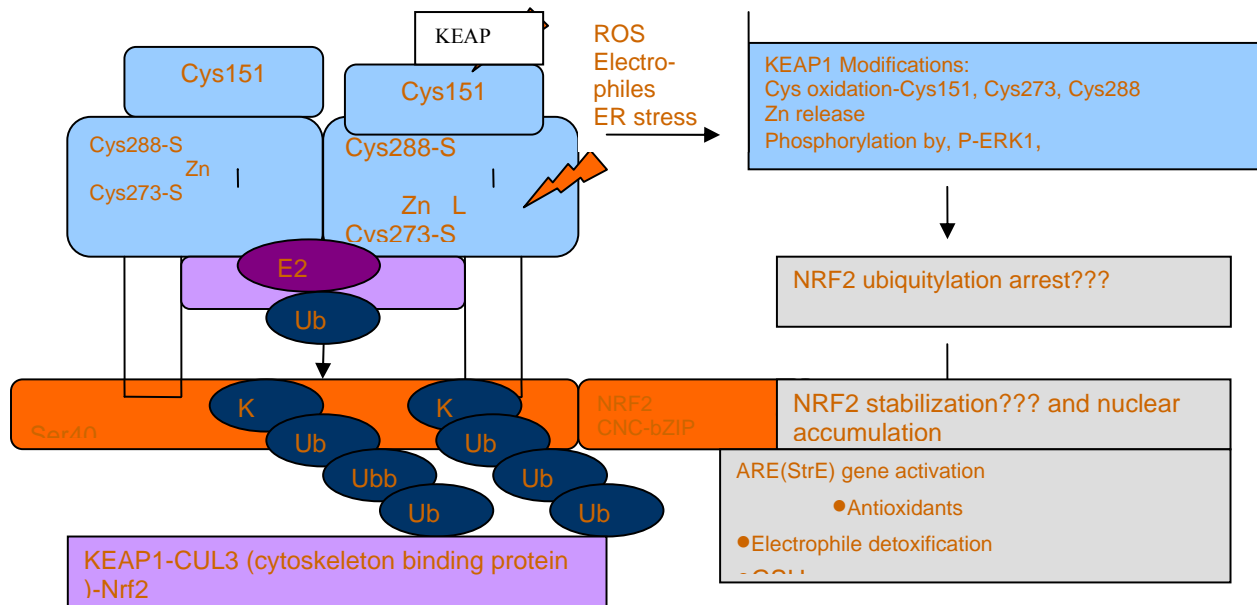 KEAP
Cys151
Cys151
Cys288-S
Zn
Cys273-S
Cys288-S
Zn L
Cys273-S
E2
Ub
ROS
Electro-
philes
ER stress
KEAP1 Modifications:
Cys oxidation-Cys151, Cys273, Cys288
Zn release
Phosphorylation by, P-ERK1,
NRF2 ubiquitylation arrest???
Ser40
K
Ub
Ubb
Ub
K
Ub
Ub
Ub
NRF2
CNC-bZIP
NRF2 stabilization??? and nuclear
accumulation
ARE(StrE) gene activation
●Antioxidants
●Electrophile detoxification
●GSH
KEAP1-CUL3 (cytoskeleton binding protein
)-Nrf2